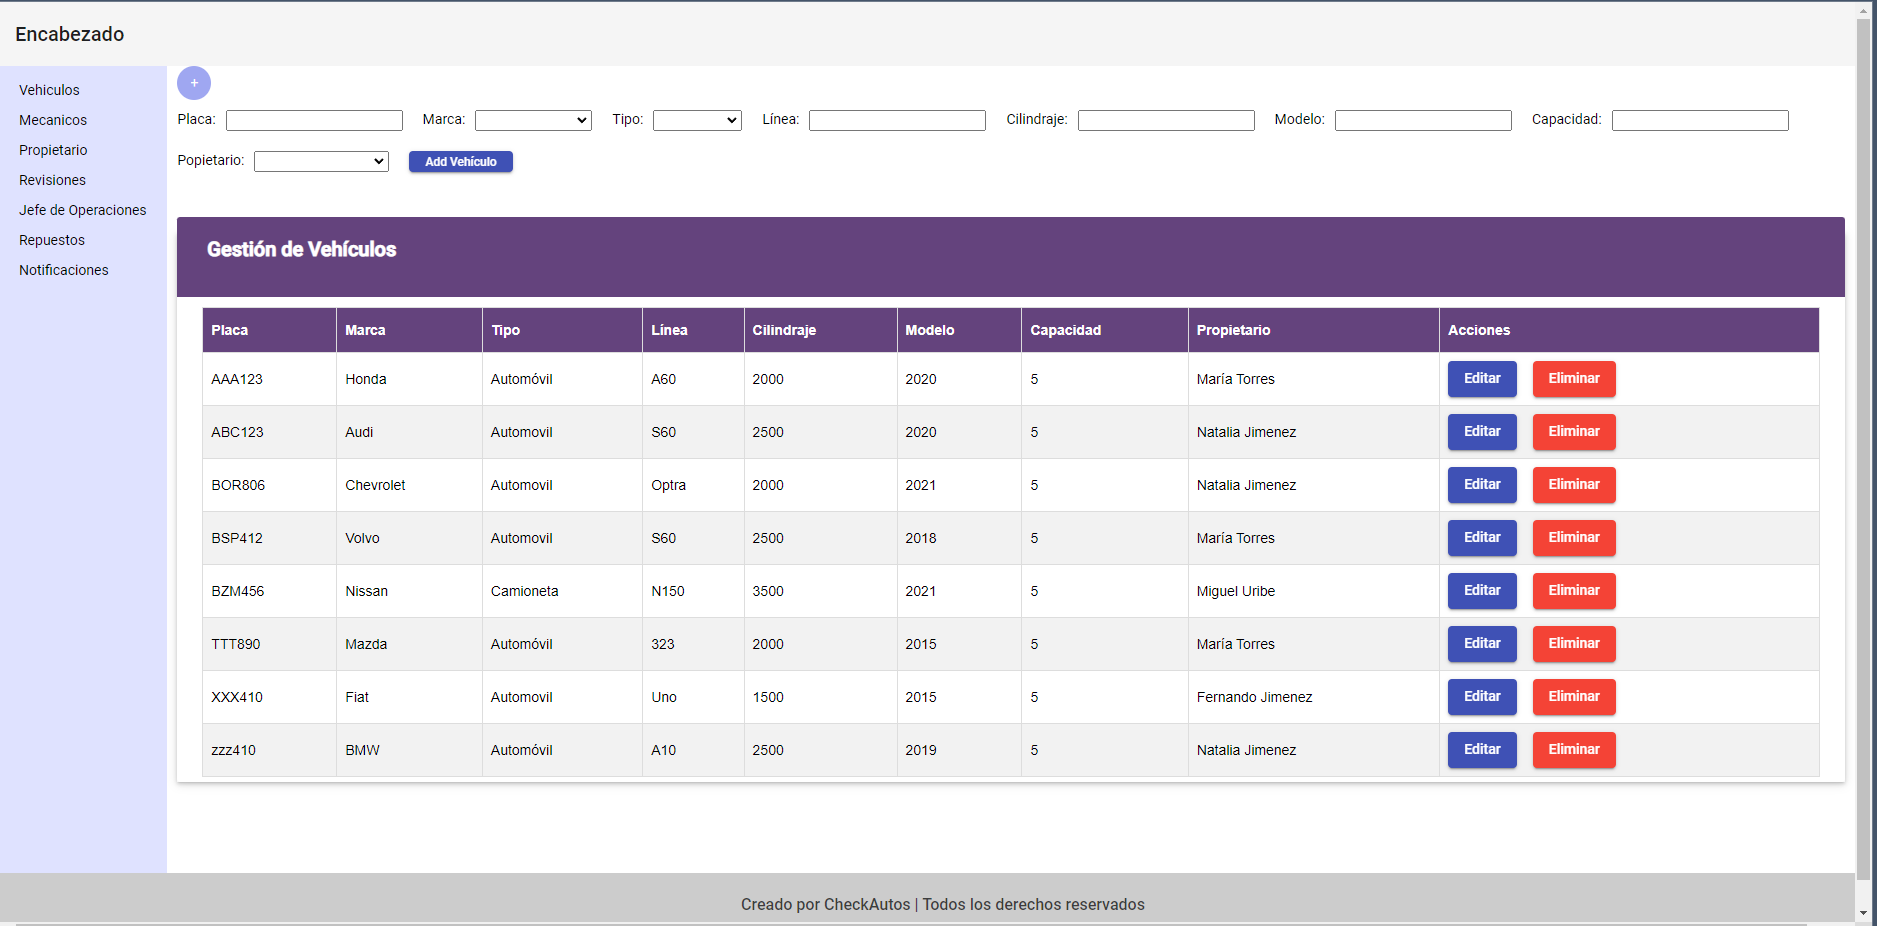 Encabezado
Vehiculos
Mecanicos
Propietario
Revisiones
Jefe de Operaciones
Repuestos
Notificaciones
+
Placa: Marca: Tipo: Línea: Cilindraje: Modelo: Capacidad:
Popietario: Add Vehículo
Gestión de Vehículos
Placa Marca Tipo Línea Cilindraje Modelo Capacidad Propietario Acciones
AAA123 Honda Automóvil A60 2000 2020 5 María Torres Editar Eliminar
ABC123 Audi Automovil S60 2500 2020 5 Natalia Jimenez Editar Eliminar
BOR806 Chevrolet Automovil Optra 2000 2021 5 Natalia Jimenez Editar Eliminar
BSP412 Volvo Automovil S60 2500 2018 5 María Torres Editar Eliminar
BZM456 Nissan Camioneta N150 3500 2021 5 Miguel Uribe Editar Eliminar
TTT890 Mazda Automóvil 323 2000 2015 5 María Torres Editar Eliminar
XXX410 Fiat Automovil Uno 1500 2015 5 Fernando Jimenez Editar Eliminar
zzz410 BMW Automóvil A10 2500 2019 5 Natalia Jimenez Editar Eliminar
Creado por CheckAutos | Todos los derechos reservados